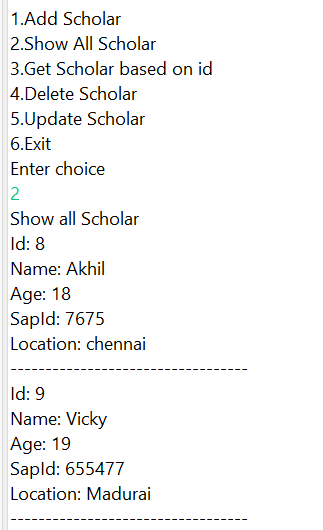 1.Add Scholar
2.Show All Scholar
3.Get Scholar based on id
4.Delete Scholar
5.Update Scholar
6.Exit
Enter choice
2
Show all Scholar
Id: 8
Name: Akhil
Age: 18
SapId: 7675
Location: chennai
----------------------------------
Id: 9
Name: Vicky
Age: 19
SapId: 655477
Location: Madurai
----------------------------------